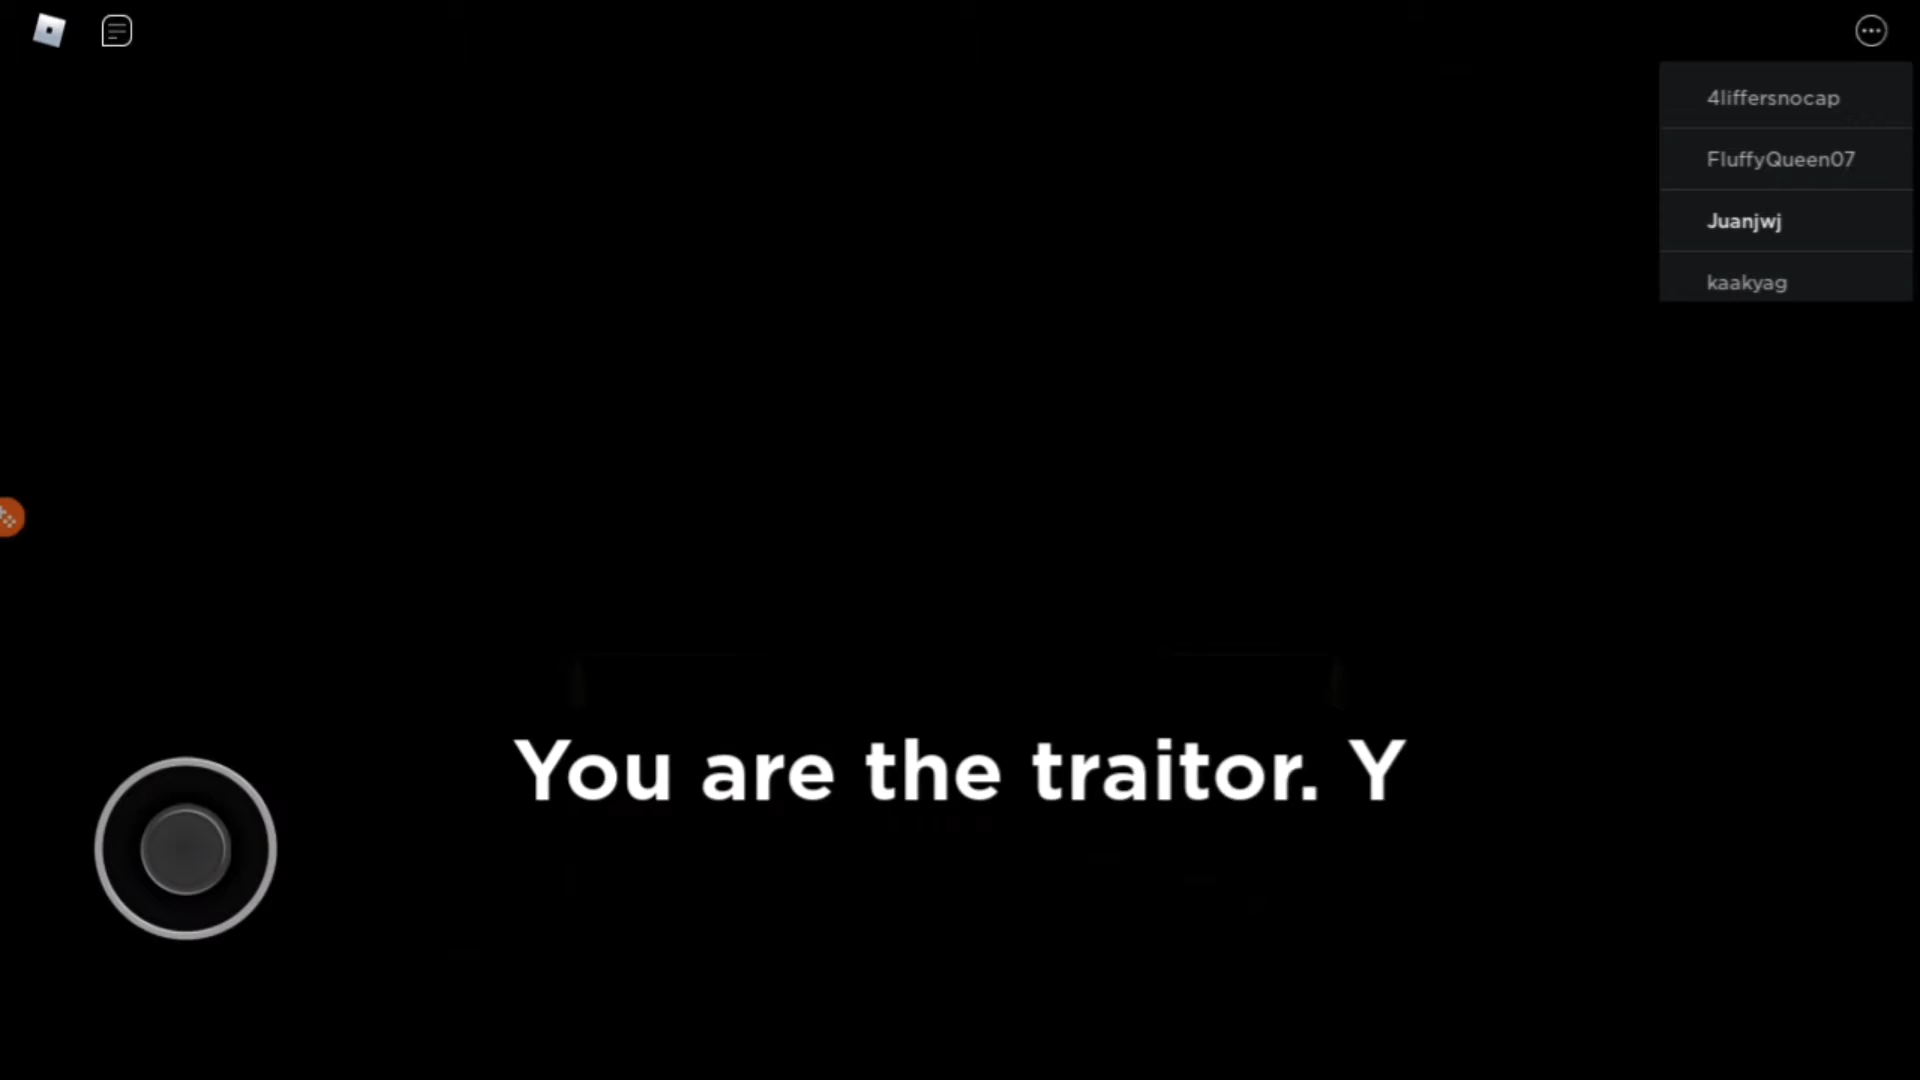 4liffersnocap
FluffyQueen07
Juanjwj
kaakyag
You are the traitor. Y